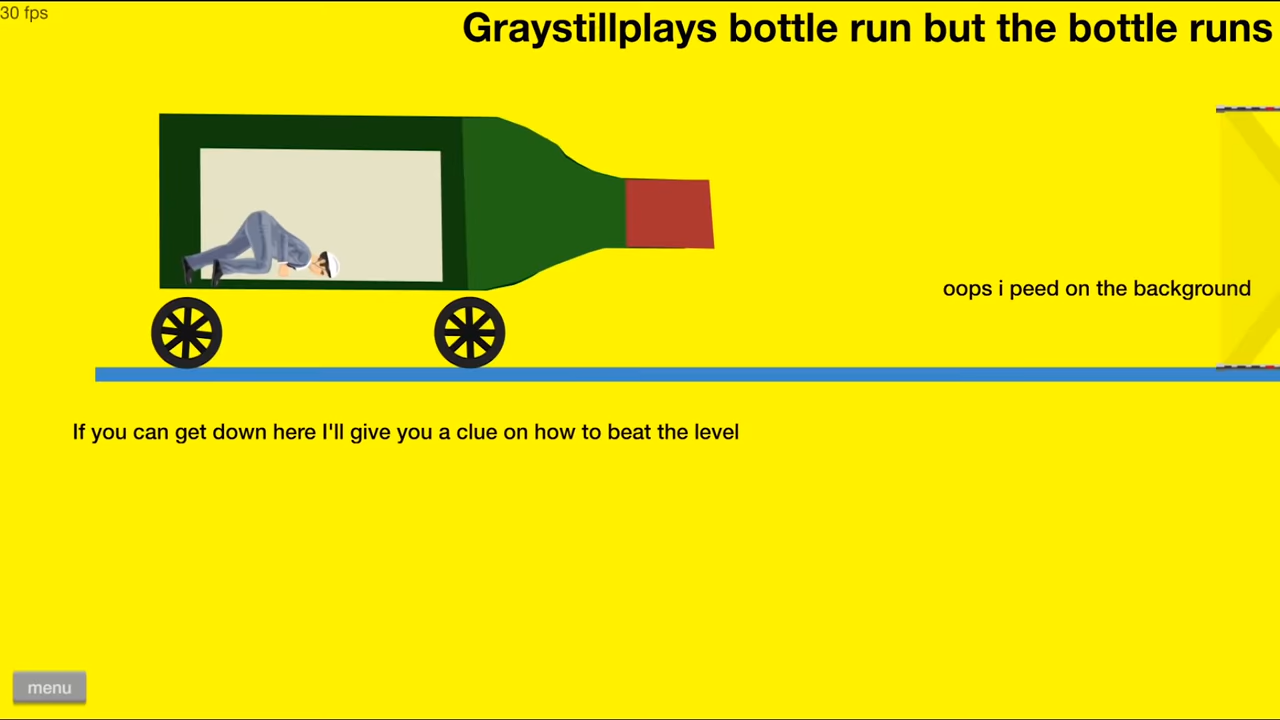 30 fps
Graystillplays bottle run but the bottle runs
oops i peed on the background
If you can get down here I'll give you a clue on how to beat the level
menu